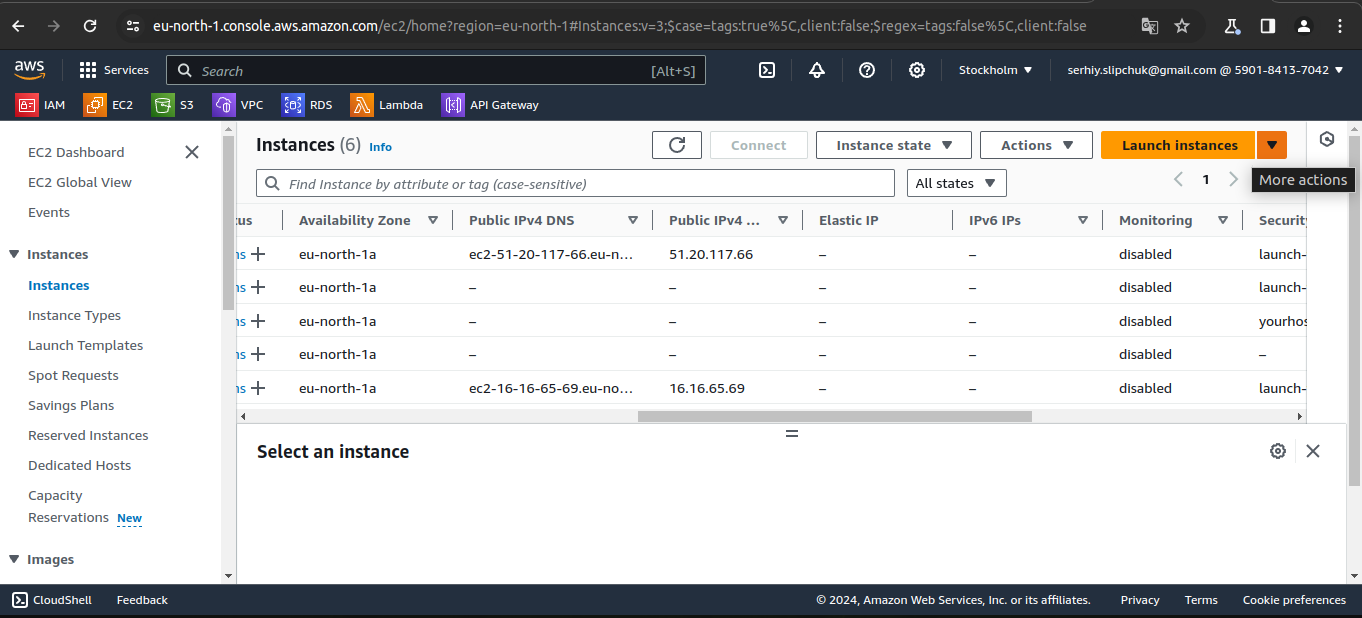 eu-north-1.console.aws.amazon.com/ec2/home?region=eu-north-1#Instances:v=3;$case=tags:true%5C,client:false;$regex=tags:false%5C,client:false
aws Services Search [Alt+S] Stockholm serhiy.slipchuk@gmail.com @ 5901-8413-7042
IAM EC2 S3 VPC RDS Lambda API Gateway
EC2 Dashboard
EC2 Global View
Events
Instances
Instances
Instance Types
Launch Templates
Spot Requests
Savings Plans
Reserved Instances
Dedicated Hosts
Capacity
Reservations New
Images
Instances (6) Info
Connect Instance state Actions Launch instances
Find Instance by attribute or tag (case-sensitive) All states 1 More actions
tus Availability Zone Public IPv4 DNS Public IPv4 ... Elastic IP IPv6 IPs Monitoring Security
ns + eu-north-1a ec2-51-20-117-66.eu-n... 51.20.117.66 – – disabled launch-
ns + eu-north-1a – – – – disabled launch-
ns + eu-north-1a – – – – disabled yourhos
ns + eu-north-1a – – – – disabled –
ns + eu-north-1a ec2-16-16-65-69.eu-no... 16.16.65.69 – – disabled launch-
Select an instance
CloudShell Feedback © 2024, Amazon Web Services, Inc. or its affiliates. Privacy Terms Cookie preferences